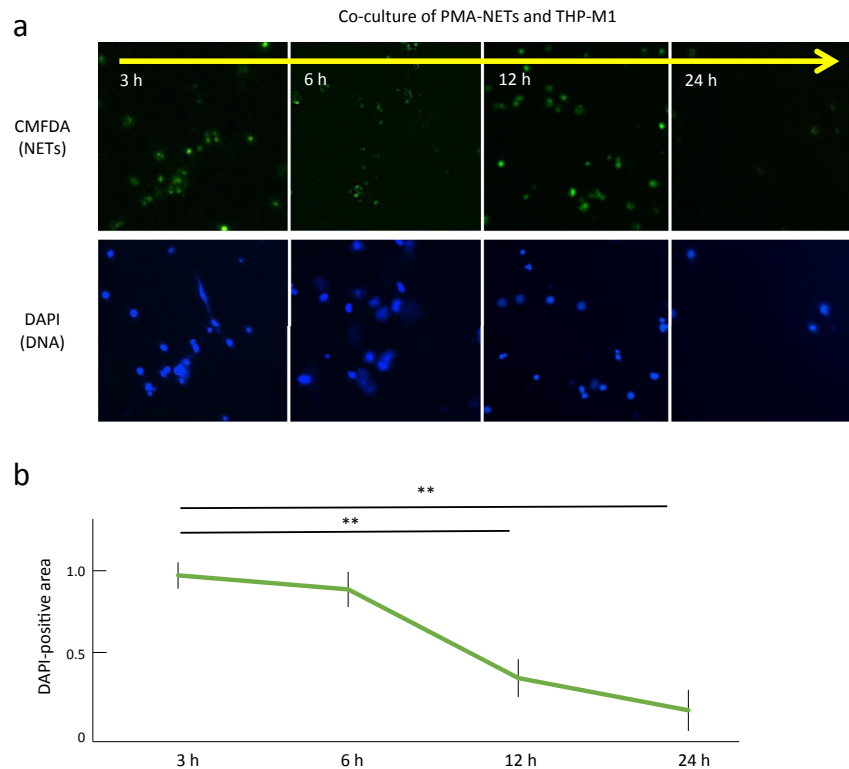 Co-culture of PMA-NETs and THP-M1
a
3 h
6 h
12 h
24 h
CMFDA
(NETs)
DAPI
(DNA)
b
**
**
DAPI-positive area
1.0
0.5
0
3 h
6 h
12 h
24 h